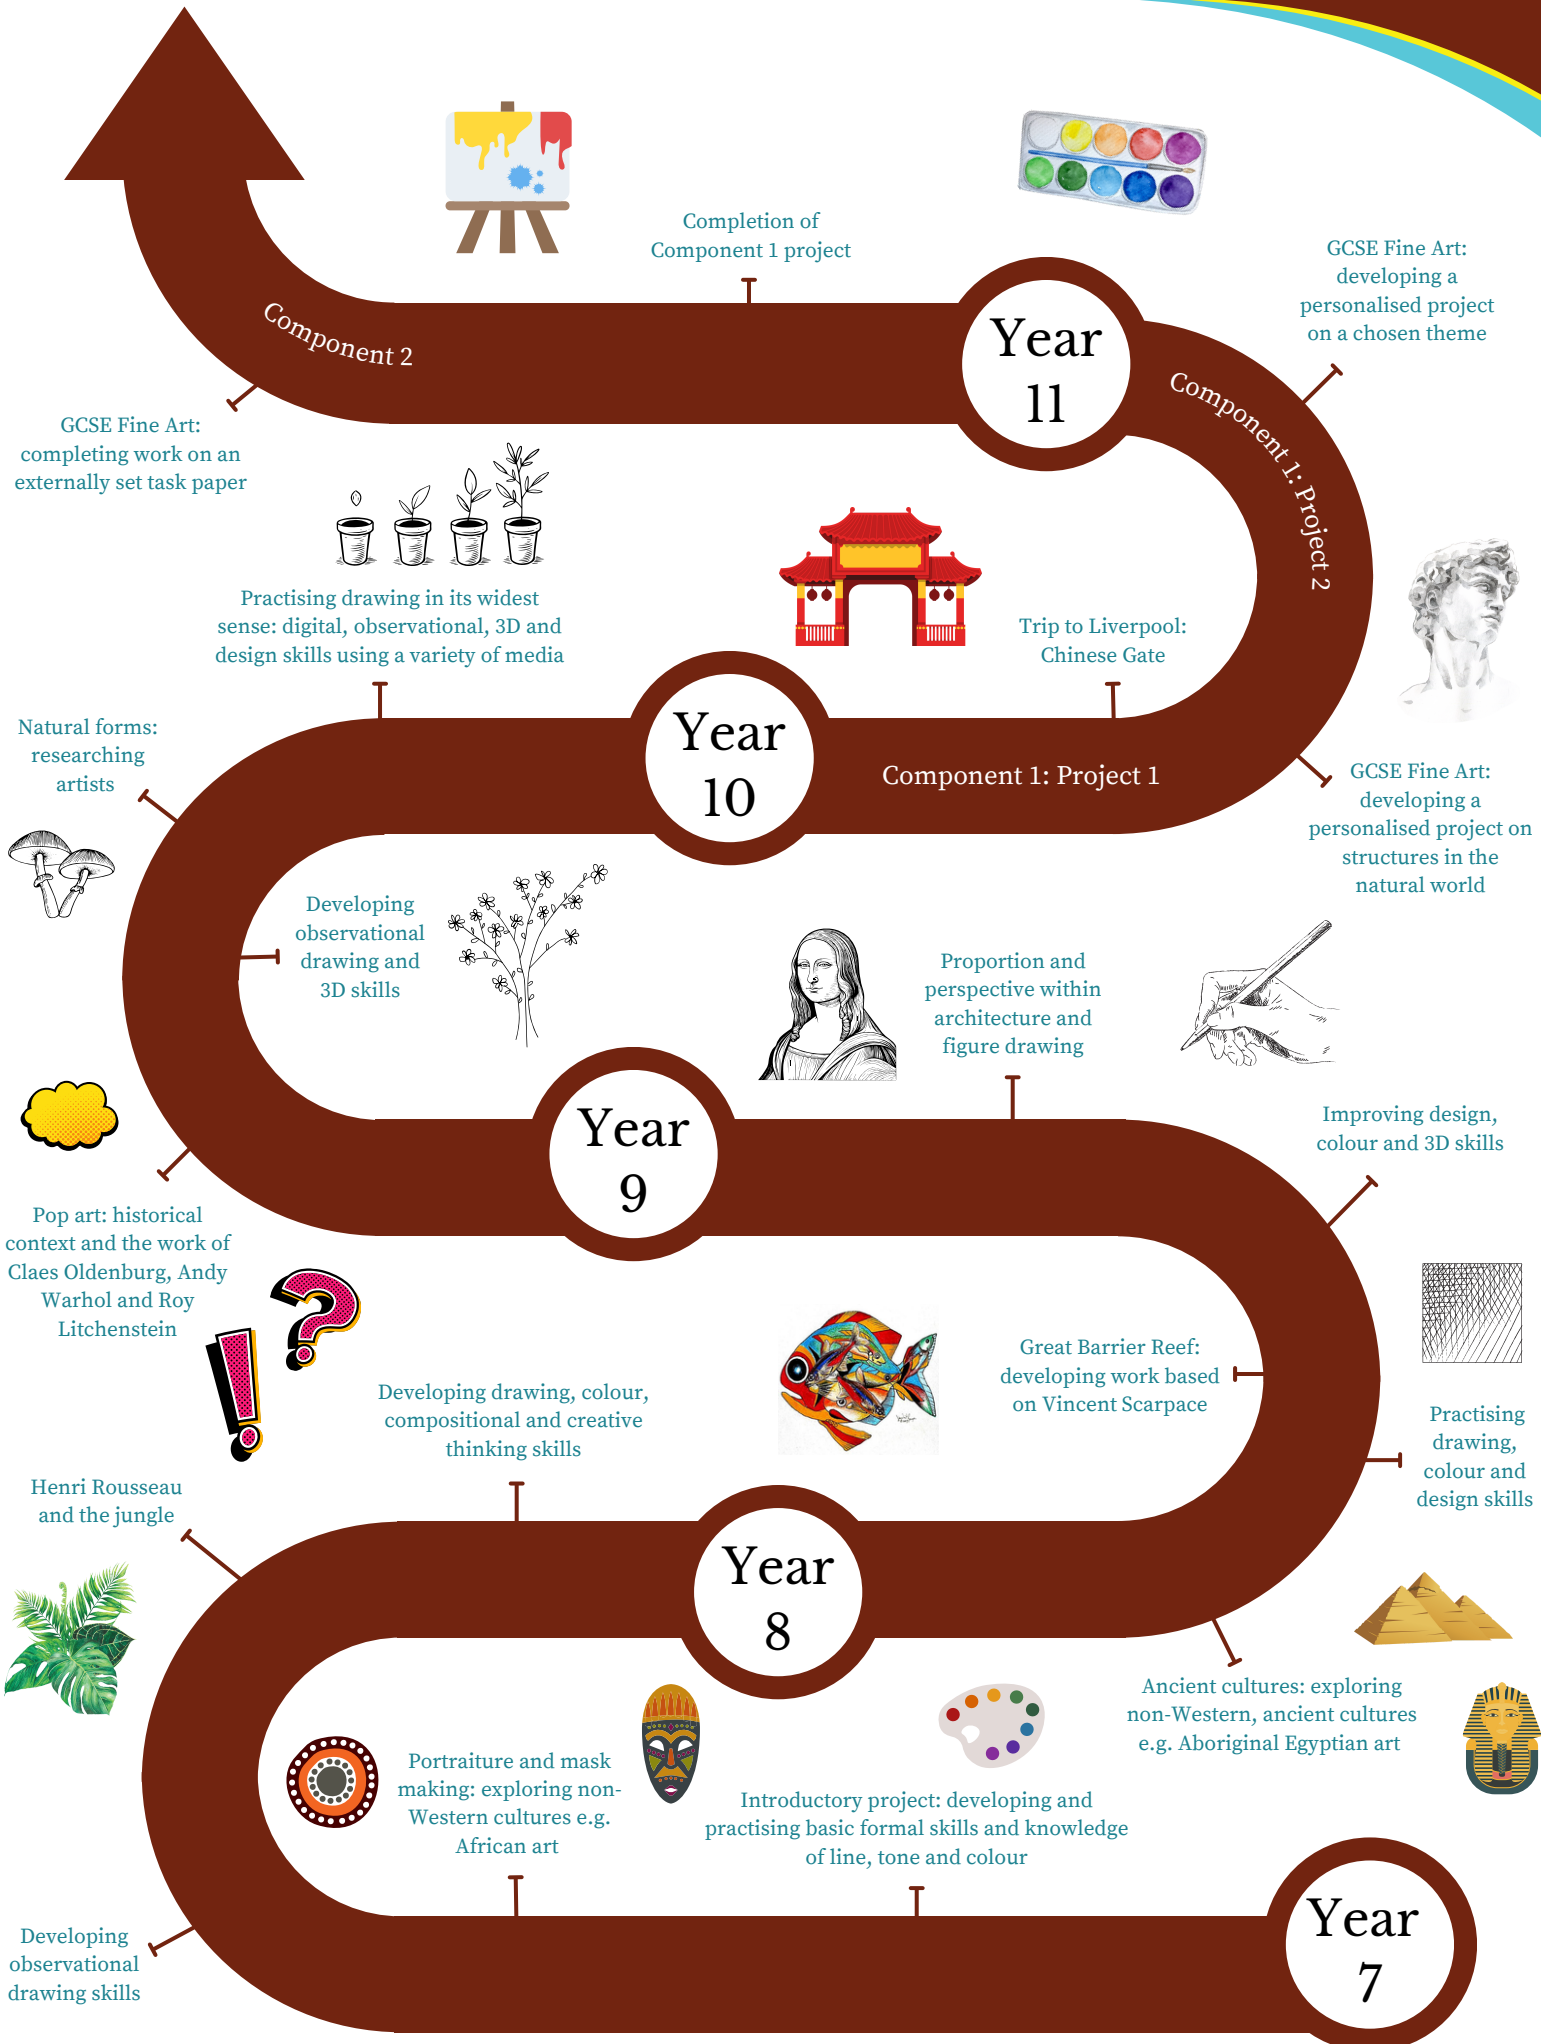 Completion of
Component 1 project
GCSE Fine Art:
developing a
personalised project
on a chosen theme
Component 2
Year
11
Component 1: Project 2
GCSE Fine Art:
completing work on an
externally set task paper
Practising drawing in its widest
sense: digital, observational, 3D and
design skills using a variety of media
Trip to Liverpool:
Chinese Gate
Natural forms:
researching
artists
Year
10
Component 1: Project 1
GCSE Fine Art:
developing a
personalised project on
structures in the
natural world
Developing
observational
drawing and
3D skills
Proportion and
perspective within
architecture and
figure drawing
Year
9
Improving design,
colour and 3D skills
Pop art: historical
context and the work of
Claes Oldenburg, Andy
Warhol and Roy
Litchenstein
?
!
Great Barrier Reef:
developing work based
on Vincent Scarpace
Developing drawing, colour,
compositional and creative
thinking skills
Practising
drawing,
colour and
design skills
Henri Rousseau
and the jungle
Year
8
Ancient cultures: exploring
non-Western, ancient cultures
e.g. Aboriginal Egyptian art
Portraiture and mask
making: exploring non-
Western cultures e.g.
African art
Introductory project: developing and
practising basic formal skills and knowledge
of line, tone and colour
Year
7
Developing
observational
drawing skills